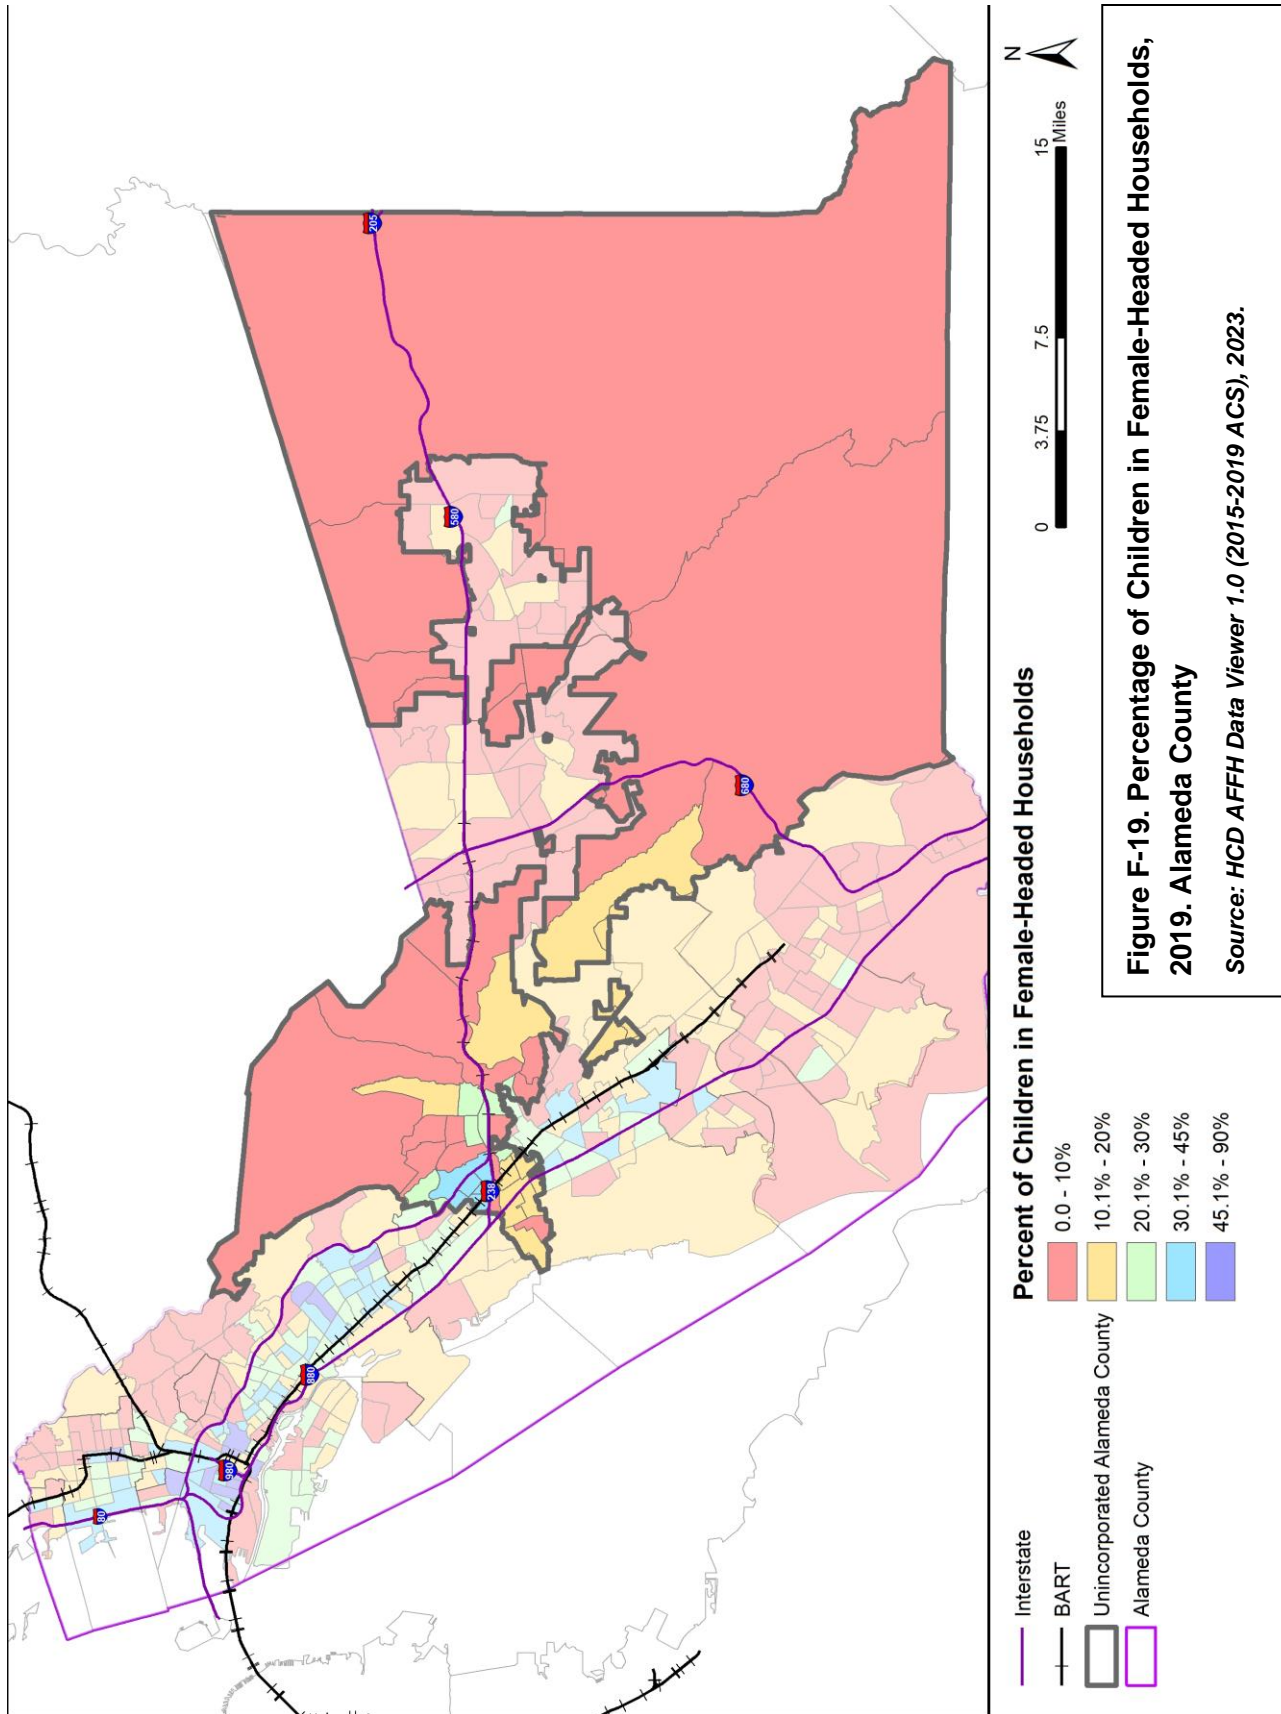 205
580
680
238
880
980
80
N
Percent of Children in Female-Headed Households
Interstate
BART
Unincorporated Alameda County
Alameda County
0.0 - 10%
10.1% - 20%
20.1% - 30%
30.1% - 45%
45.1% - 90%
0 3.75 7.5 15
Miles
Figure F-19. Percentage of Children in Female-Headed Households,
2019. Alameda County
Source: HCD AFFH Data Viewer 1.0 (2015-2019 ACS), 2023.